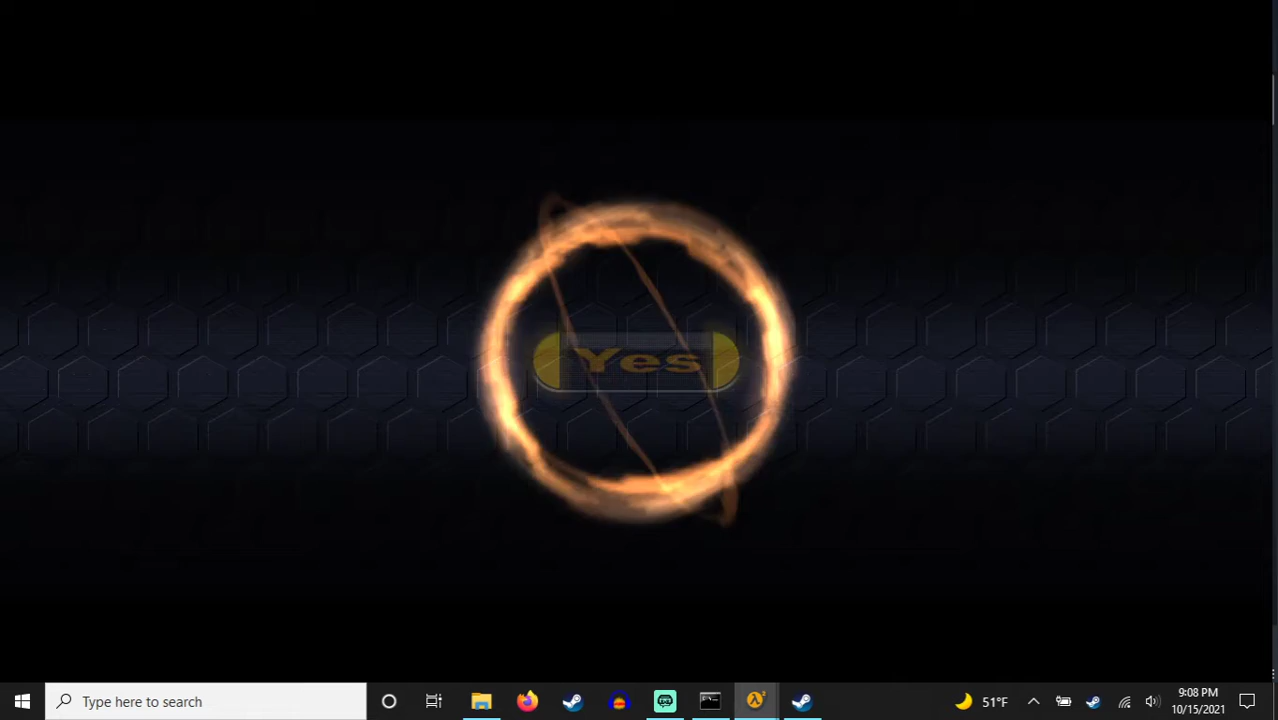 Yes
Type here to search
51°F
9:08 PM
10/15/2021